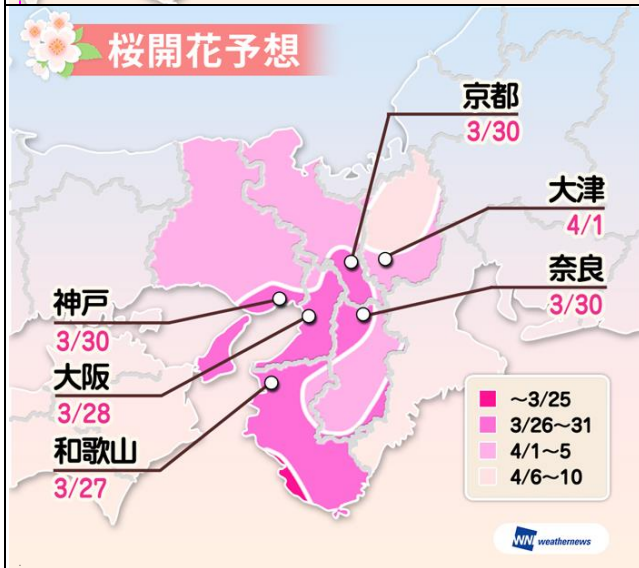 桜開花予想
京都
3/30
大津
4/1
奈良
3/30
神戸
3/30
大阪
3/28
和歌山
3/27
～3/25
3/26～31
4/1～5
4/6～10
WN weathernews